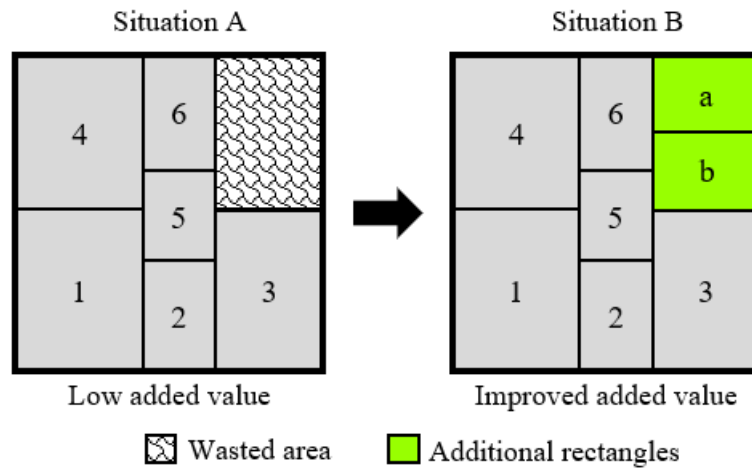 Situation A
Situation B
4
6
5
1
2
3
4
6
a
b
5
1
2
3
Low added value
Improved added value
Wasted area
Additional rectangles